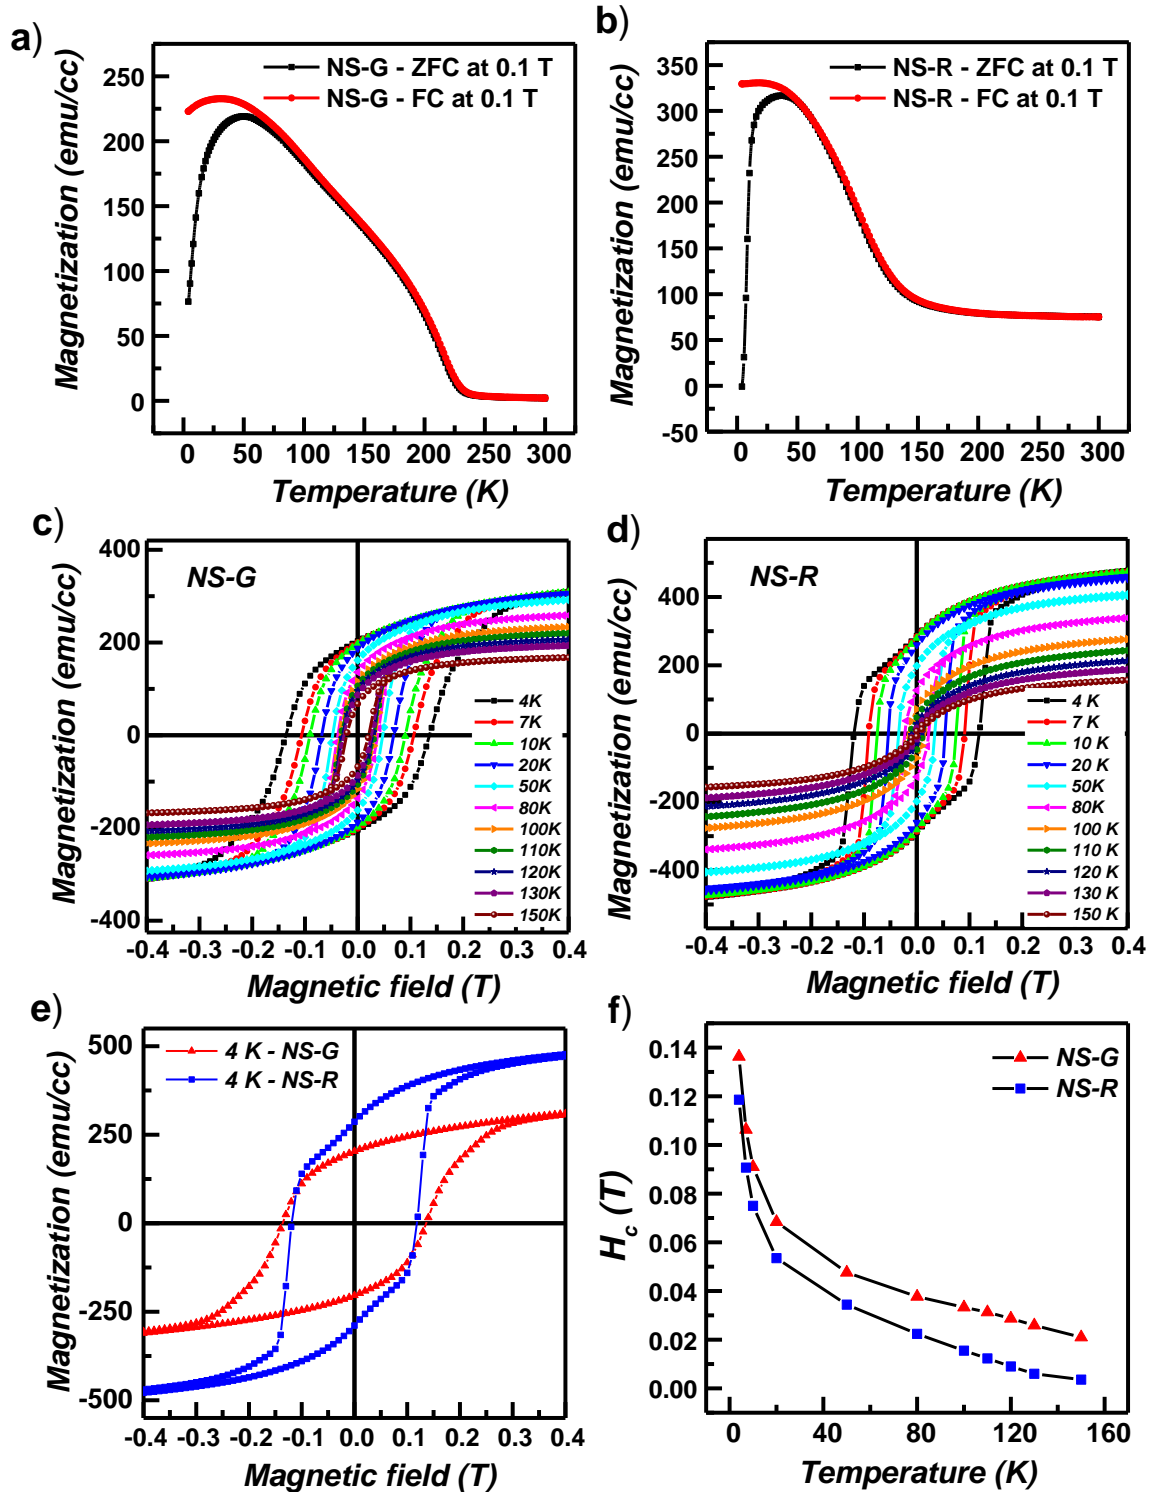 a)
NS-G - ZFC at 0.1 T
NS-G - FC at 0.1 T
250
200
150
100
50
0
Magnetization (emu/cc)
0 50 100 150 200 250 300
Temperature (K)
b)
NS-R - ZFC at 0.1 T
NS-R - FC at 0.1 T
350
300
250
200
150
100
50
0
-50
Magnetization (emu/cc)
0 50 100 150 200 250 300
Temperature (K)
c)
NS-G
400
200
0
-200
-400
Magnetization (emu/cc)
4K
7K
10K
20K
50K
80K
100K
110K
120K
130K
150K
-0.4 -0.3 -0.2 -0.1 0.0 0.1 0.2 0.3 0.4
Magnetic field (T)
d)
NS-R
400
200
0
-200
-400
Magnetization (emu/cc)
4 K
7 K
10 K
20 K
50K
80K
100 K
110 K
120 K
130 K
150 K
-0.4 -0.3 -0.2 -0.1 0.0 0.1 0.2 0.3 0.4
Magnetic field (T)
e)
4 K - NS-G
4 K - NS-R
500
250
0
-250
-500
Magnetization (emu/cc)
-0.4 -0.3 -0.2 -0.1 0.0 0.1 0.2 0.3 0.4
Magnetic field (T)
f)
NS-G
NS-R
0.14
0.12
0.10
0.08
0.06
0.04
0.02
0.00
Hc (T)
0 40 80 120 160
Temperature (K)